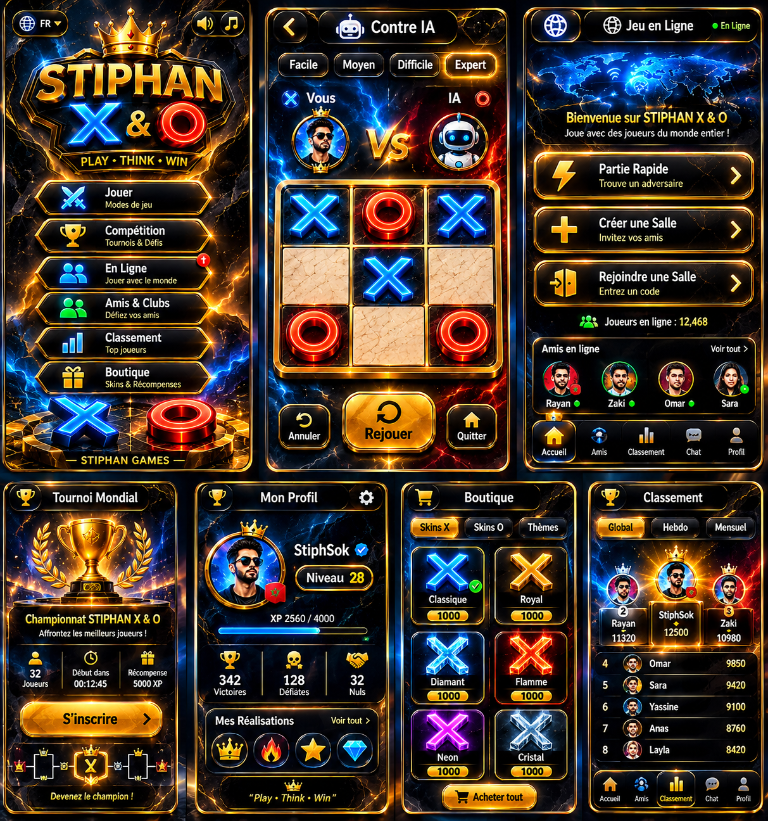 FR
STIPHAN
X & O
PLAY • THINK • WIN
Jouer
Modes de jeu
Compétition
Tournois & Défis
En Ligne
Jouer avec le monde
Amis & Clubs
Défiez vos amis
Classement
Top joueurs
Boutique
Skins & Récompenses
X O
STIPHAN GAMES
Contre IA
Facile Moyen Difficile Expert
X Vous IA O
VS
X O X
X
O O
Annuler
Rejouer
Quitter
Jeu en Ligne
En Ligne
Bienvenue sur STIPHAN X & O
Joue avec des joueurs du monde entier !
Partie Rapide
Trouve un adversaire
Créer une Salle
Invitez vos amis
Rejoindre une Salle
Entrez un code
Joueurs en ligne : 12,468
Amis en ligne Voir tout >
Rayan Zaki Omar Sara
Accueil Amis Classement Chat Profil
Tournoi Mondial
Championnat STIPHAN X & O
Affrontez les meilleurs joueurs !
32 Joueurs
Début dans 00:12:45
Récompense 5000 XP
S'inscrire
X
Devenez le champion !
Mon Profil
StiphSok
Niveau 28
XP 2560 / 4000
342 Victoires
128 Défiates
32 Nuls
Mes Réalisations Voir tout >
"Play • Think • Win"
Boutique
Skins X Skins O Thèmes
X X
Classique Royal
1000 1000
X X
Diamant Flamme
1000 1000
X X
Neon Cristal
1000 1000
Acheter tout
Classement
Global Hebdo Mensuel
2 3
Rayan StiphSok Zaki
11320 12500 10980
4 Omar 9850
5 Sara 9420
6 Yassine 9100
7 Anas 8760
8 Layla 8420
Accueil Amis Classement Chat Profil